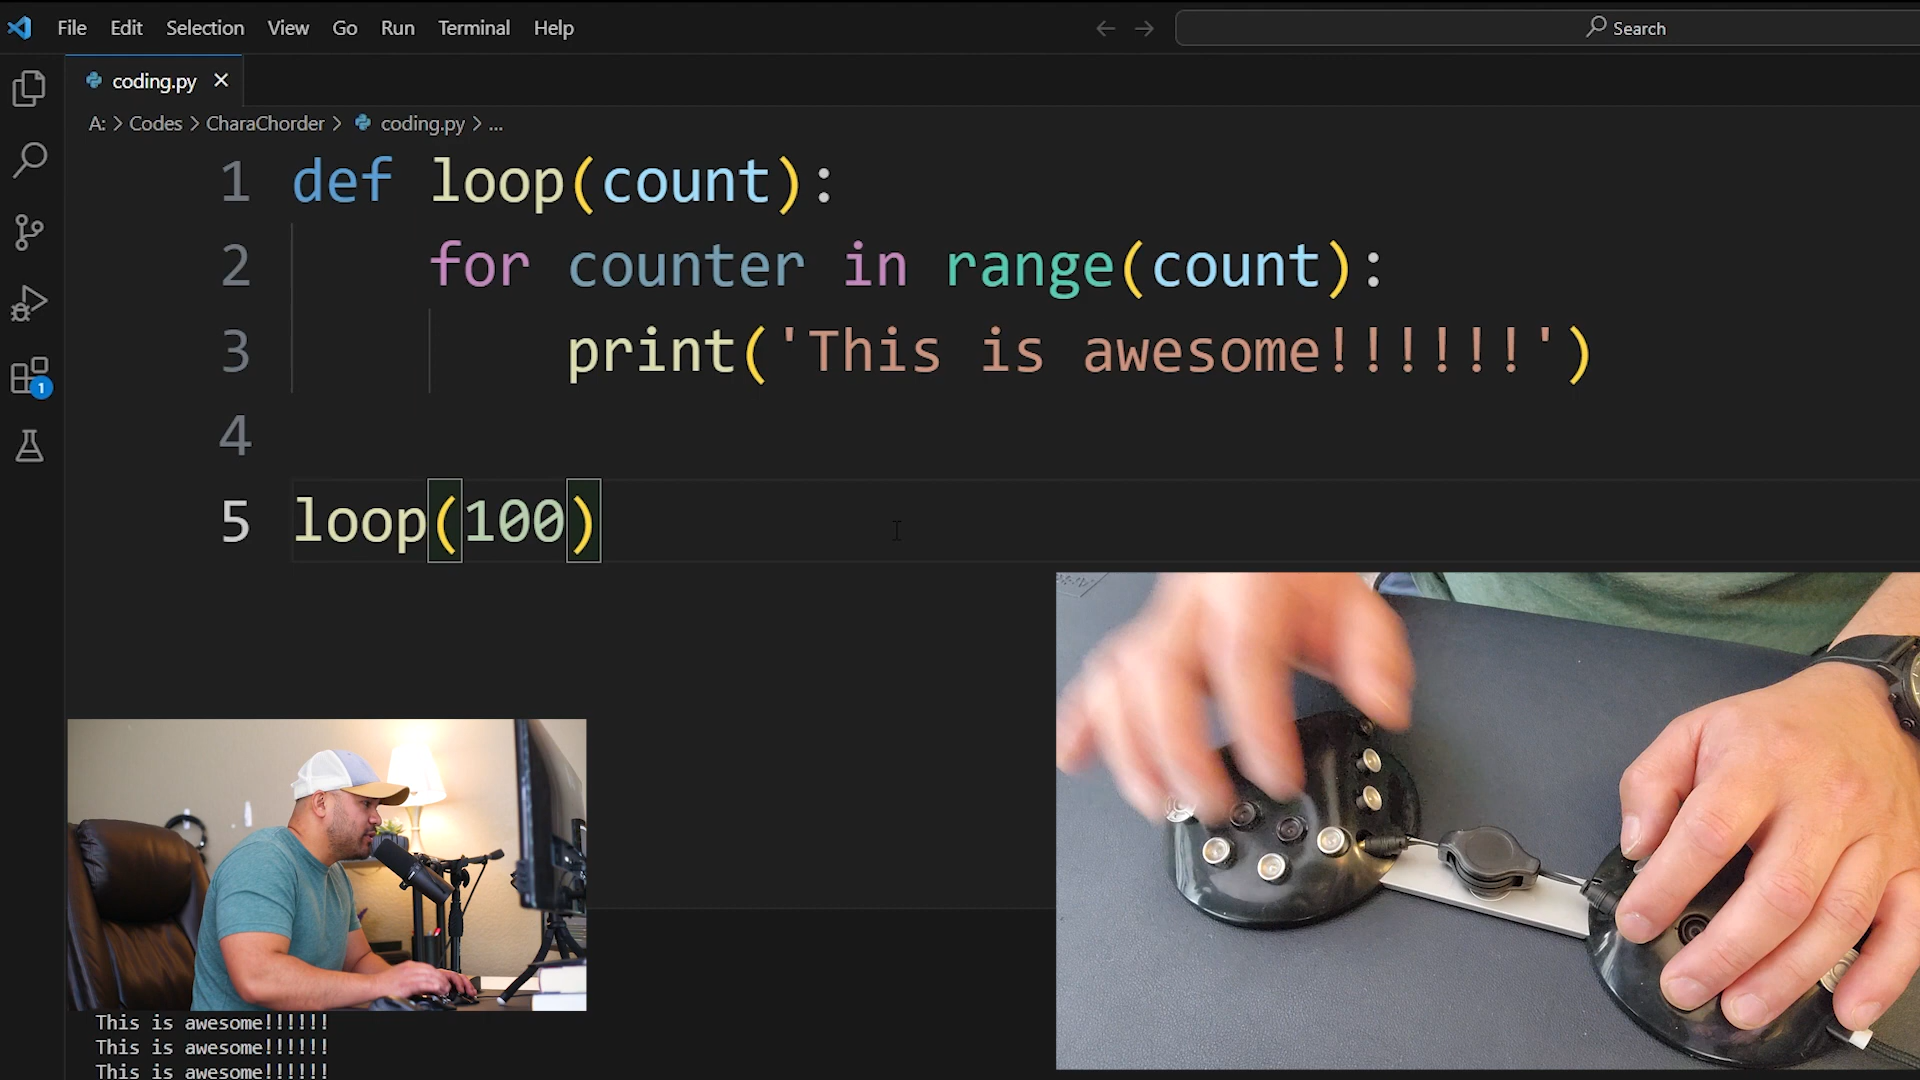 File Edit Selection View Go Run Terminal Help
Search
coding.py
A: > Codes > CharaChorder > coding.py > ...
1 def loop(count):
2 for counter in range(count):
3 print('This is awesome!!!!!!')
4
5 loop(100)
1
This is awesome!!!!!!
This is awesome!!!!!!
This is awesome!!!!!!